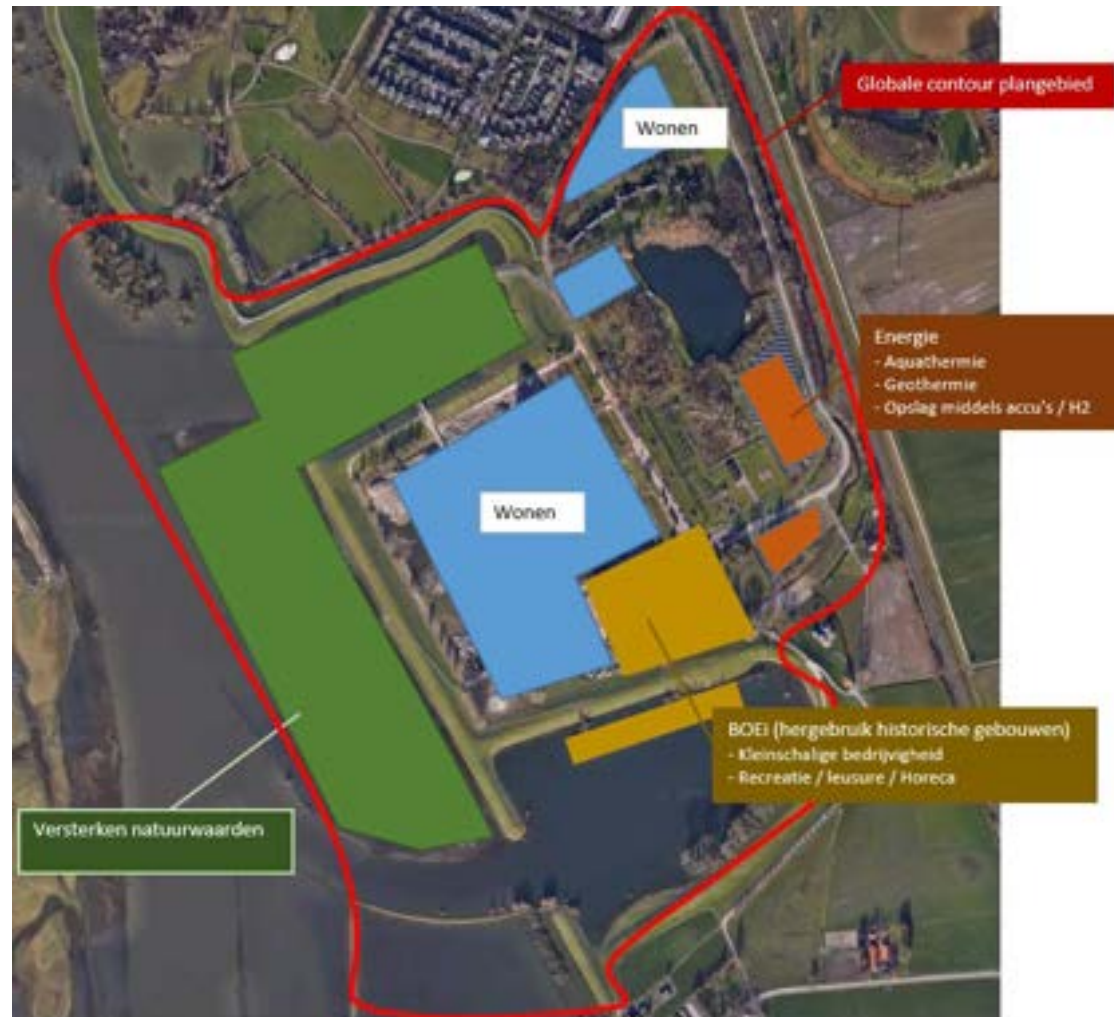 Globale contour plangebied
Wonen
Energie
- Aquathermie
- Geothermie
- Opslag middels accu's / H2
Wonen
BOEi (hergebruik historische gebouwen)
- Kleinschalige bedrijvigheid
- Recreatie / leusure / Horeca
Versterken natuurwaarden